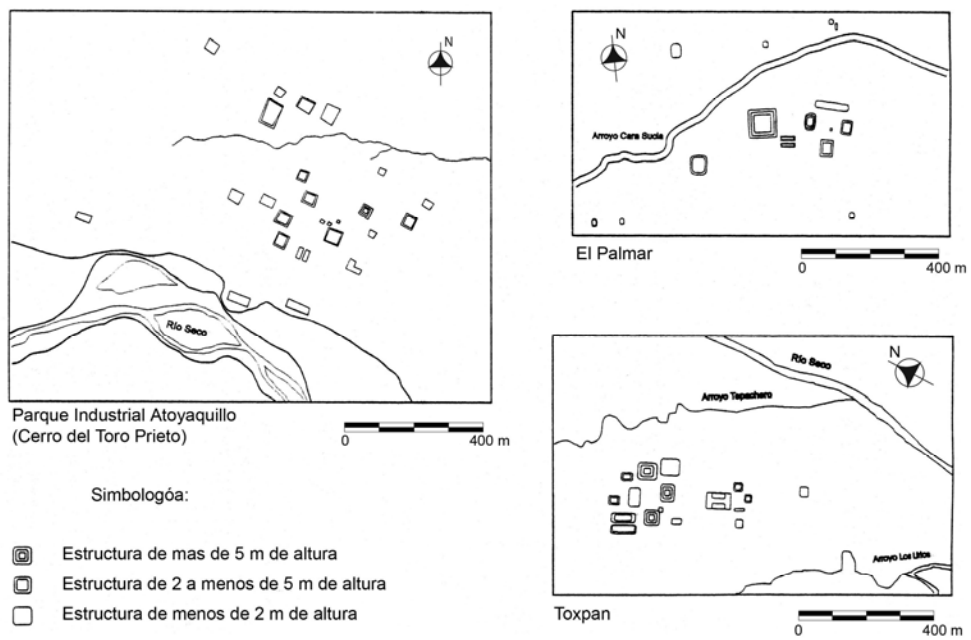 N
Río Seco
Parque Industrial Atoyaquillo
(Cerro del Toro Prieto)
0 400 m
N
Arroyo Cara Sucia
El Palmar
0 400 m
Río Seco
N
Arroyo Tepachero
Arroyo Los
Toxpan
0 400 m
Simbologóa:
Estructura de mas de 5 m de altura
Estructura de 2 a menos de 5 m de altura
Estructura de menos de 2 m de altura